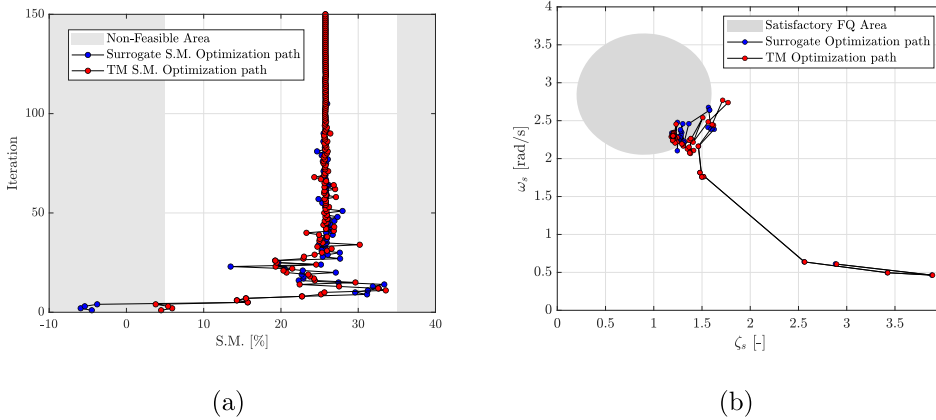 150
100
50
0
-10
0
10
20
30
40
Iteration
S.M. [%]
Non-Feasible Area
Surrogate S.M. Optimization path
TM S.M. Optimization path
(a)
4
3.5
3
2.5
2
1.5
1
0.5
0
0
0.5
1
1.5
2
2.5
3
3.5
ω_s [rad/s]
ζ_s [-]
Satisfactory FQ Area
Surrogate Optimization path
TM Optimization path
(b)